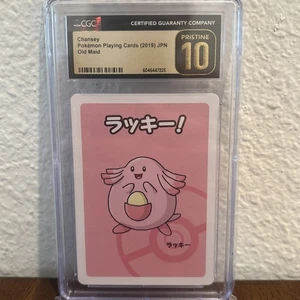 CGC
CERTIFIED GUARANTY COMPANY
Chansey
Pokémon Playing Cards (2019) JPN
Old Maid
PRISTINE
10
6046447225
ラッキー!
ラッキー